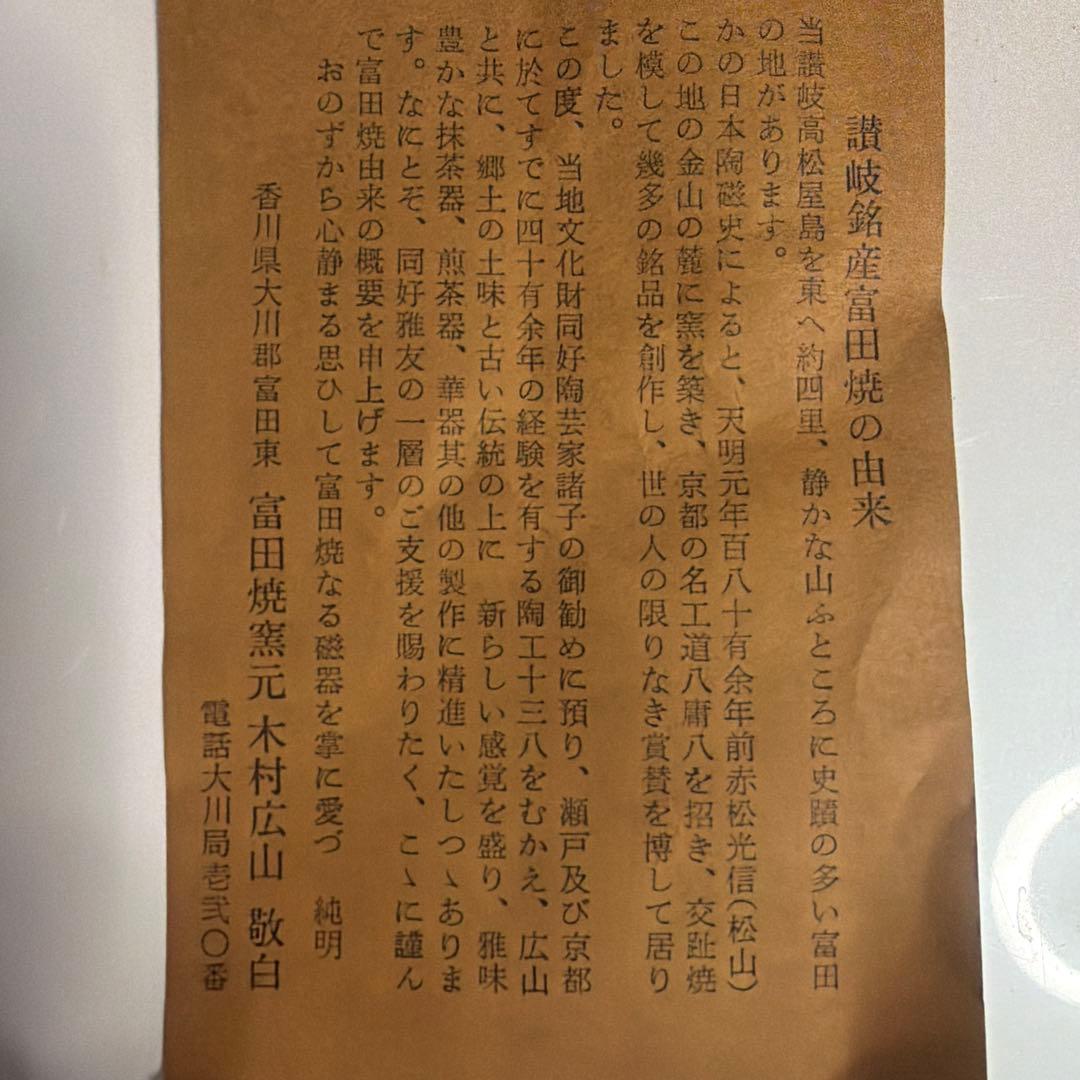 讃岐銘産富田焼の由来
当讃岐高松屋島を東へ約四里、静かな山ふところに史蹟の多い富田
の地があります。
かの日本陶磁史によると、天明元年百八十有余年前赤松光信(松山)
この地の金山の麓に窯を築き、京都の名工道八庸八を招き、交趾焼
を模して幾多の銘品を創作し、世の人の限りなき賞賛を博して居り
ました。
この度、当地文化財同好陶芸家諸子の御勧めに預り、瀬戸及び京都
に於てすでに四十有余年の経験を有する陶工十三八をむかえ、広山
と共に、郷土の土味と古い伝統の上に 新らしい感覚を盛り、雅味
豊かな抹茶器、煎茶器、華器其の他の製作に精進いたしつゝありま
す。なにとぞ、同好雅友の一層のご支援を賜わりたく、こゝに謹ん
で富田焼由来の概要を申上げます。
おのずから心静まる思ひして富田焼なる磁器を掌に愛づ 純明
香川県大川郡富田東 富田焼窯元 木村広山 敬白
電話大川局壱弐〇番